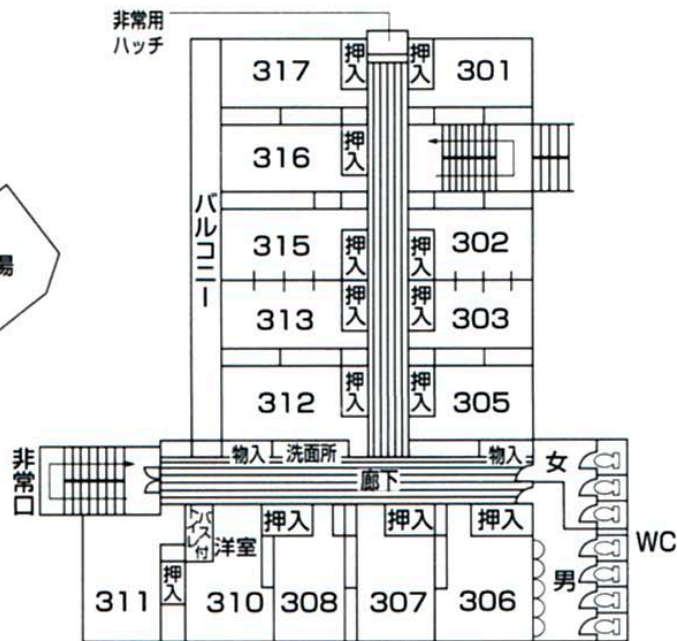 非常用
ハッチ
317
押入
押入
301
316
押入
バルコニー
315
押入
押入
302
313
押入
押入
303
312
押入
押入
305
場
非常口
物入
洗面所
物入
廊下
女
WC
男
バス付
トイレ
洋室
押入
押入
押入
押入
311
310
308
307
306